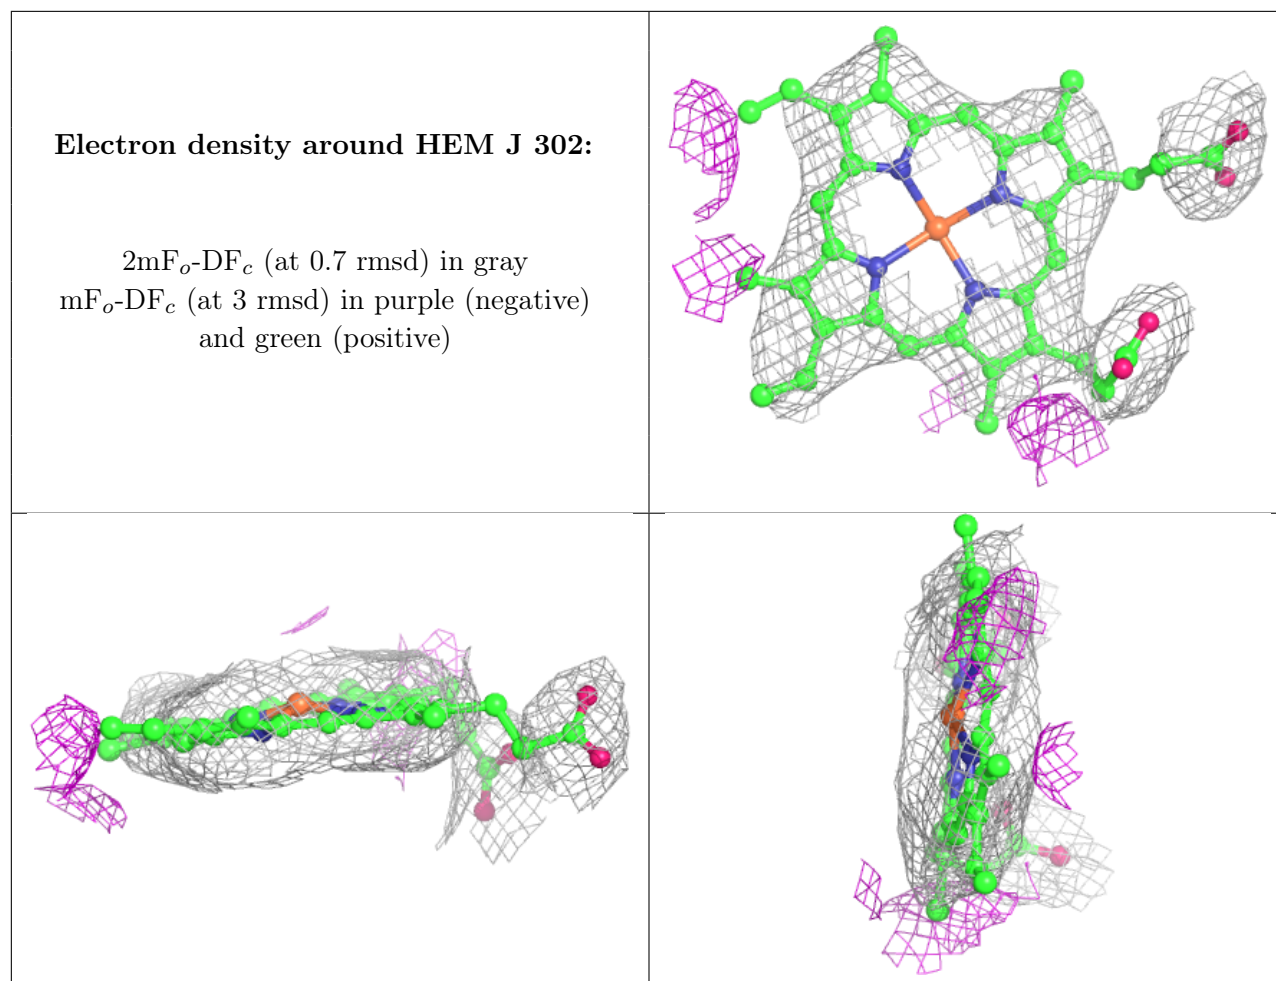 Electron density around HEM J 302:
2mFo-DFc (at 0.7 rmsd) in gray
mFo-DFc (at 3 rmsd) in purple (negative)
and green (positive)